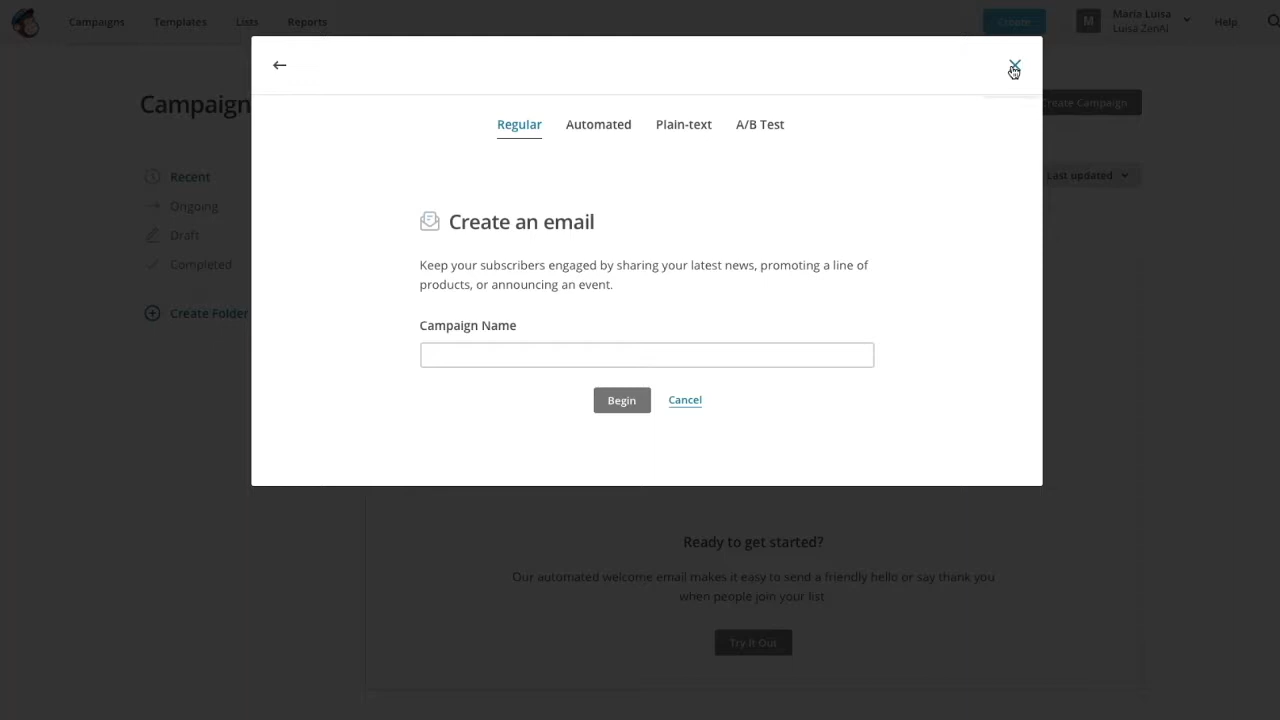 Campaigns Templates Lists Reports Create M Maria Luisa Help
Luisa ZenAI
Campaign
Create Campaign
Regular Automated Plain-text A/B Test
Recent
Last updated
Ongoing
Draft
Completed
Create Folder
Create an email
Keep your subscribers engaged by sharing your latest news, promoting a line of
products, or announcing an event.
Campaign Name
Begin Cancel
Ready to get started?
Our automated welcome email makes it easy to send a friendly hello or say thank you
when people join your list
Try It Out